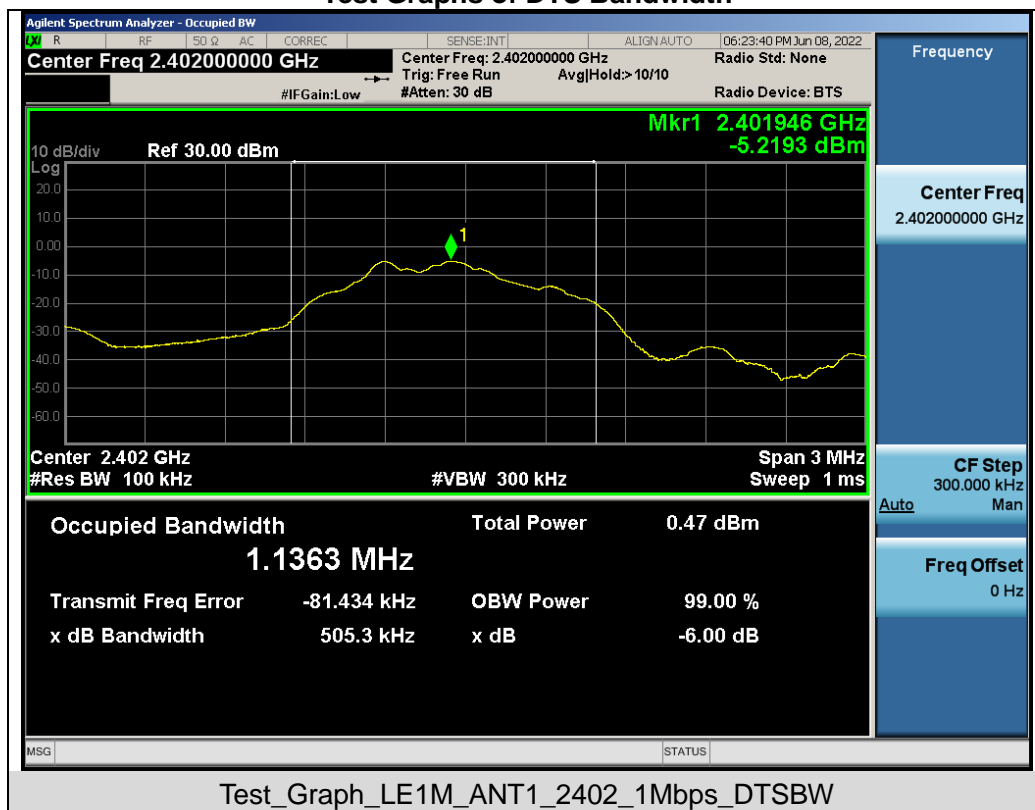 Test Graphs of DTS Bandwidth
Agilent Spectrum Analyzer - Occupied BW
LXI R RF 50 Ω AC CORREC SENSE:INT ALIGN AUTO 06:23:40 PM Jun 08, 2022
Center Freq 2.402000000 GHz
Center Freq: 2.402000000 GHz Radio Std: None
Trig: Free Run Avg|Hold:> 10/10
#IFGain:Low #Atten: 30 dB Radio Device: BTS
Frequency
Mkr1 2.401946 GHz
-5.2193 dBm
10 dB/div Ref 30.00 dBm
Log
20.0
10.0
0.00
-10.0
-20.0
-30.0
-40.0
-50.0
-60.0
1
Center Freq
2.402000000 GHz
Center 2.402 GHz Span 3 MHz
#Res BW 100 kHz #VBW 300 kHz Sweep 1 ms
CF Step
300.000 kHz
Auto Man
Occupied Bandwidth Total Power 0.47 dBm
1.1363 MHz
Transmit Freq Error -81.434 kHz OBW Power 99.00 %
x dB Bandwidth 505.3 kHz x dB -6.00 dB
Freq Offset
0 Hz
MSG STATUS
Test_Graph_LE1M_ANT1_2402_1Mbps_DTSBW